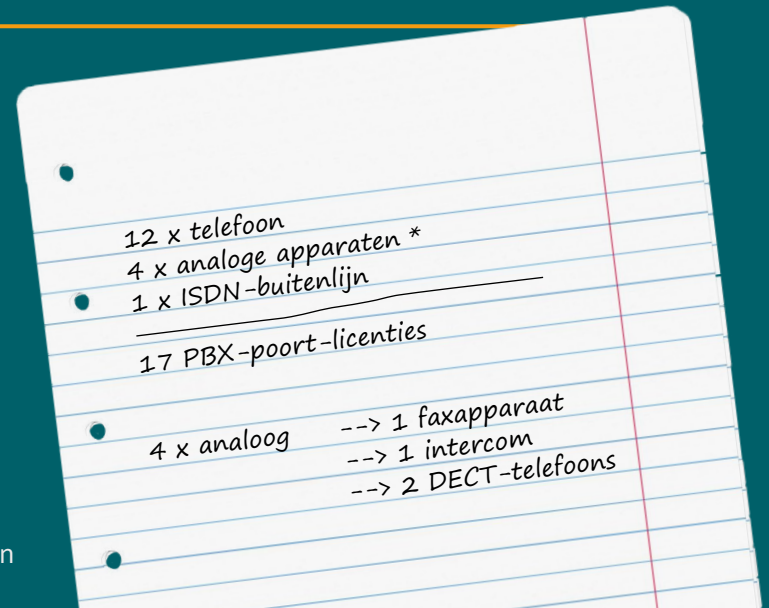 12 x telefoon
4 x analoge apparaten *
1 x ISDN-buitenlijn
17 PBX-poort-licenties
4 x analoog --> 1 faxapparaat
--> 1 intercom
--> 2 DECT-telefoons
n